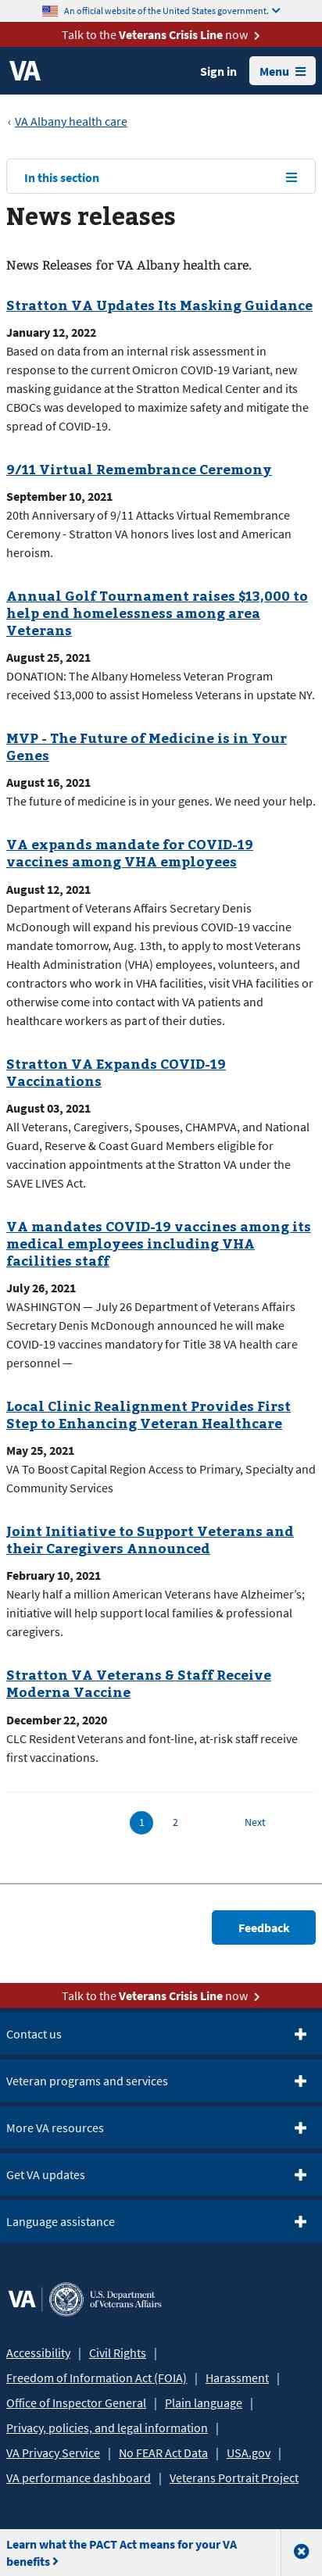 An official website of the United States government.
Talk to the Veterans Crisis Line now
VA
Sign in
Menu
‹ VA Albany health care
In this section
News releases
News Releases for VA Albany health care.
Stratton VA Updates Its Masking Guidance
January 12, 2022
Based on data from an internal risk assessment in
response to the current Omicron COVID-19 Variant, new
masking guidance at the Stratton Medical Center and its
CBOCs was developed to maximize safety and mitigate the
spread of COVID-19.
9/11 Virtual Remembrance Ceremony
September 10, 2021
20th Anniversary of 9/11 Attacks Virtual Remembrance
Ceremony - Stratton VA honors lives lost and American
heroism.
Annual Golf Tournament raises $13,000 to
help end homelessness among area
Veterans
August 25, 2021
DONATION: The Albany Homeless Veteran Program
received $13,000 to assist Homeless Veterans in upstate NY.
MVP - The Future of Medicine is in Your
Genes
August 16, 2021
The future of medicine is in your genes. We need your help.
VA expands mandate for COVID-19
vaccines among VHA employees
August 12, 2021
Department of Veterans Affairs Secretary Denis
McDonough will expand his previous COVID-19 vaccine
mandate tomorrow, Aug. 13th, to apply to most Veterans
Health Administration (VHA) employees, volunteers, and
contractors who work in VHA facilities, visit VHA facilities or
otherwise come into contact with VA patients and
healthcare workers as part of their duties.
Stratton VA Expands COVID-19
Vaccinations
August 03, 2021
All Veterans, Caregivers, Spouses, CHAMPVA, and National
Guard, Reserve & Coast Guard Members eligible for
vaccination appointments at the Stratton VA under the
SAVE LIVES Act.
VA mandates COVID-19 vaccines among its
medical employees including VHA
facilities staff
July 26, 2021
WASHINGTON — July 26 Department of Veterans Affairs
Secretary Denis McDonough announced he will make
COVID-19 vaccines mandatory for Title 38 VA health care
personnel —
Local Clinic Realignment Provides First
Step to Enhancing Veteran Healthcare
May 25, 2021
VA To Boost Capital Region Access to Primary, Specialty and
Community Services
Joint Initiative to Support Veterans and
their Caregivers Announced
February 10, 2021
Nearly half a million American Veterans have Alzheimer’s;
initiative will help support local families & professional
caregivers.
Stratton VA Veterans & Staff Receive
Moderna Vaccine
December 22, 2020
CLC Resident Veterans and font-line, at-risk staff receive
first vaccinations.
1 2 Next
Feedback
Talk to the Veterans Crisis Line now
Contact us
Veteran programs and services
More VA resources
Get VA updates
Language assistance
VA | U.S. Department
of Veterans Affairs
Accessibility | Civil Rights |
Freedom of Information Act (FOIA) | Harassment |
Office of Inspector General | Plain language |
Privacy, policies, and legal information |
VA Privacy Service | No FEAR Act Data | USA.gov |
VA performance dashboard | Veterans Portrait Project
Learn what the PACT Act means for your VA
benefits